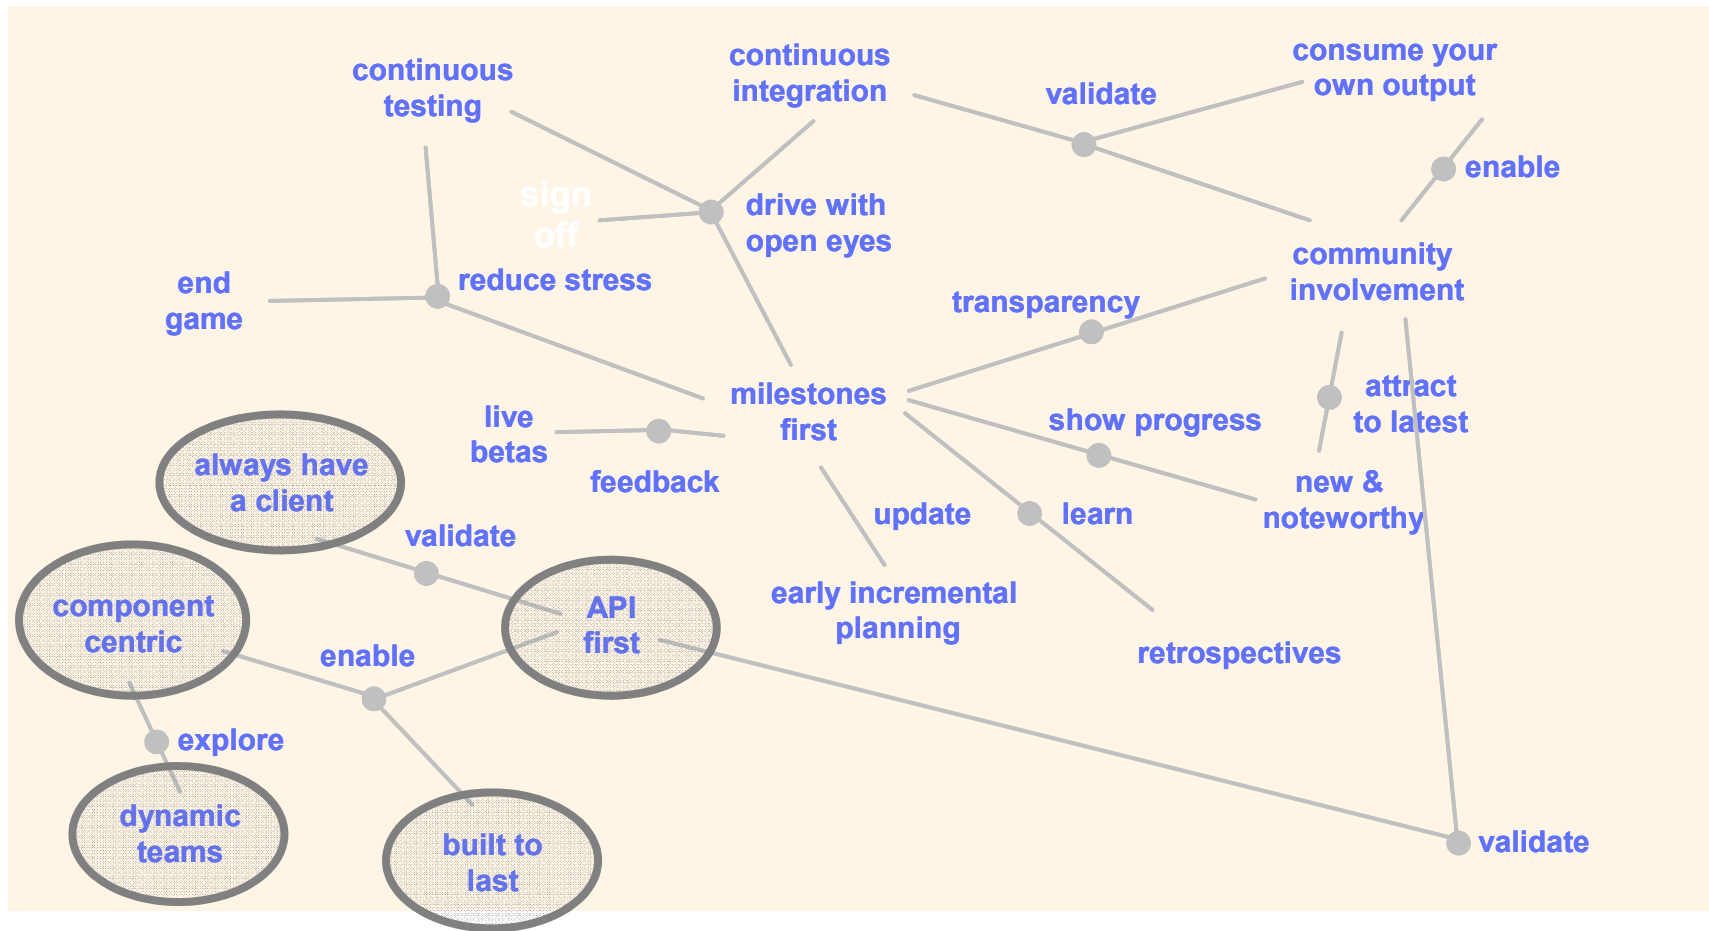 continuous
testing
continuous
integration
validate
consume your
own output
enable
sign
off
drive with
open eyes
community
involvement
end
game
reduce stress
transparency
milestones
first
live
betas
feedback
show progress
attract
to latest
always have
a client
new &
noteworthy
update
learn
validate
component
centric
API
first
early incremental
planning
enable
retrospectives
explore
dynamic
teams
built to
last
validate